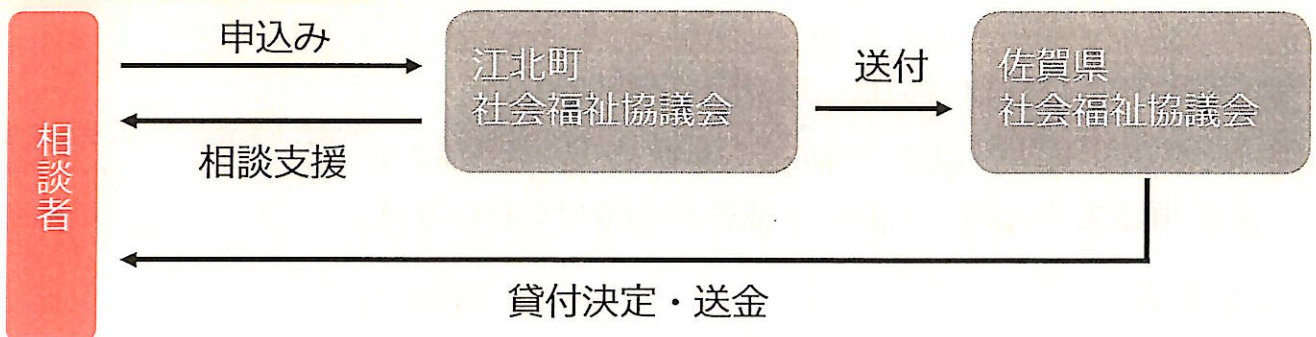 申込み
江北町
社会福祉協議会
送付
佐賀県
社会福祉協議会
相談者
相談支援
貸付決定・送金